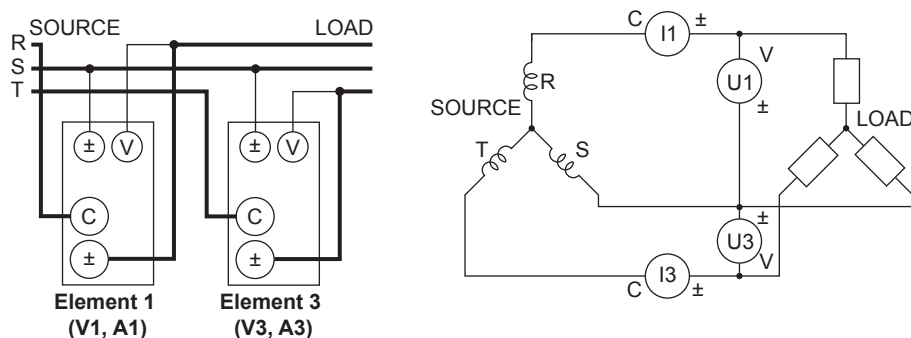 SOURCE LOAD
R
S
T
± V ± V
C C
± ±
Element 1 Element 3
(V1, A1) (V3, A3)
C I1 ±
V
U1
±
R
SOURCE LOAD
T S
±
U3
V
C I3 ±